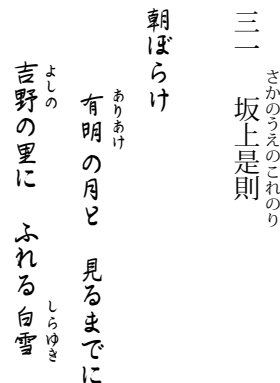 三一 坂上是則
さかのうえのこれのり
朝ぼらけ
有明の月と 見るまでに
ありあけ
吉野の里に ふれる白雪
よしの しらゆき